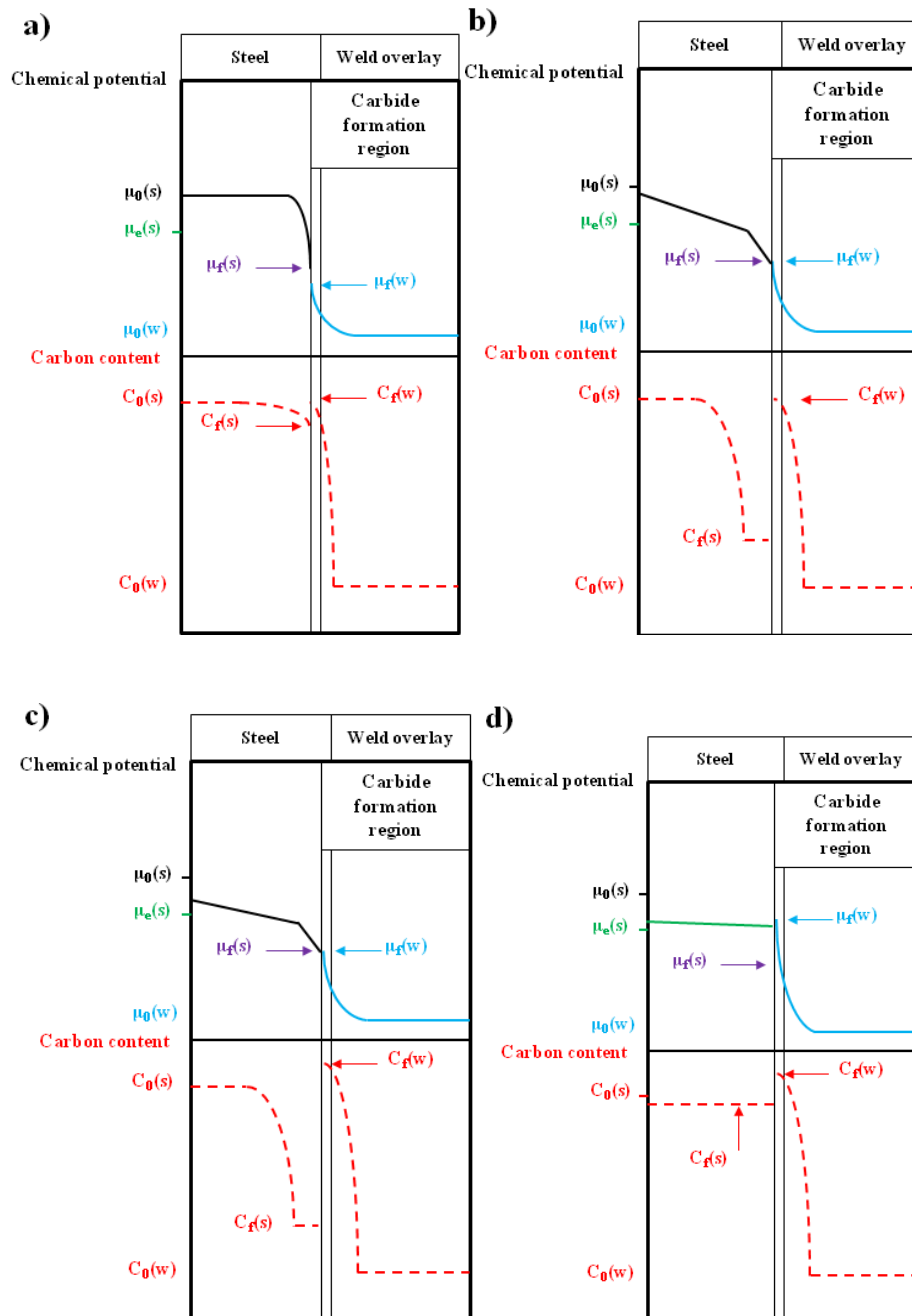 a)
Steel
Weld overlay
Chemical potential
Carbide
formation
region
μ₀(s)
μₑ(s)
μf(s)
μf(w)
μ₀(w)
Carbon content
C₀(s)
Cf(w)
Cf(s)
C₀(w)
b)
Steel
Weld overlay
Chemical potential
Carbide
formation
region
μ₀(s)
μₑ(s)
μf(s)
μf(w)
μ₀(w)
Carbon content
C₀(s)
Cf(w)
Cf(s)
C₀(w)
c)
Steel
Weld overlay
Chemical potential
Carbide
formation
region
μ₀(s)
μₑ(s)
μf(s)
μf(w)
μ₀(w)
Carbon content
Cf(w)
C₀(s)
Cf(s)
C₀(w)
d)
Steel
Weld overlay
Chemical potential
Carbide
formation
region
μ₀(s)
μf(w)
μₑ(s)
μf(s)
μ₀(w)
Carbon content
Cf(w)
C₀(s)
Cf(s)
C₀(w)